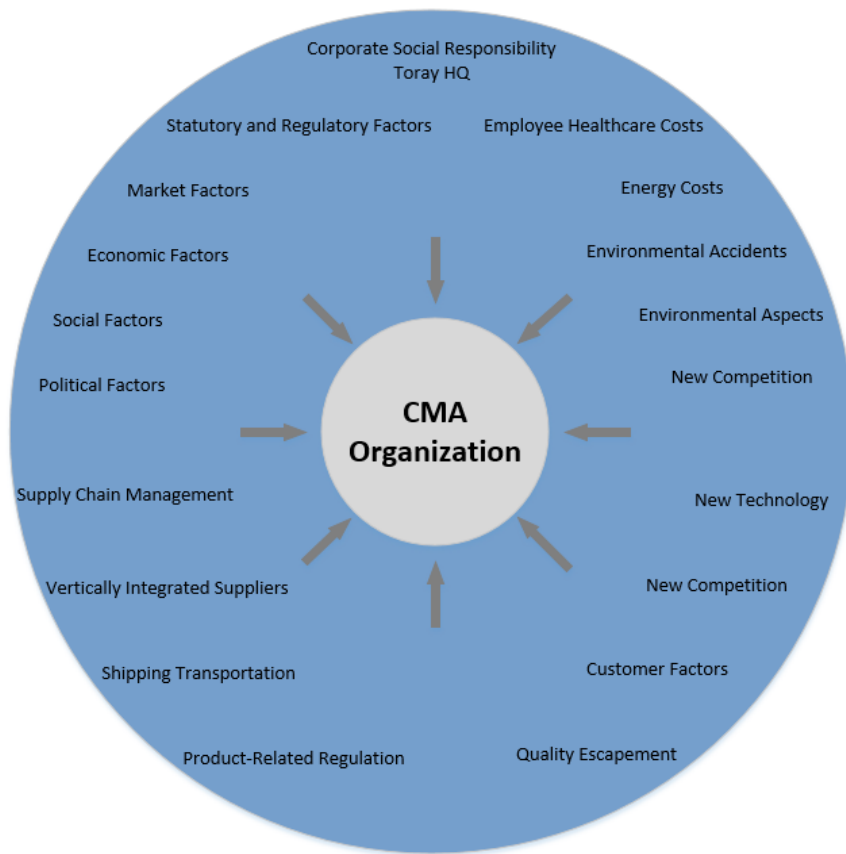 Corporate Social Responsibility
Toray HQ
Statutory and Regulatory Factors
Employee Healthcare Costs
Market Factors
Energy Costs
Economic Factors
Environmental Accidents
Social Factors
Environmental Aspects
Political Factors
New Competition
CMA
Organization
Supply Chain Management
New Technology
Vertically Integrated Suppliers
New Competition
Shipping Transportation
Customer Factors
Product-Related Regulation
Quality Escapement